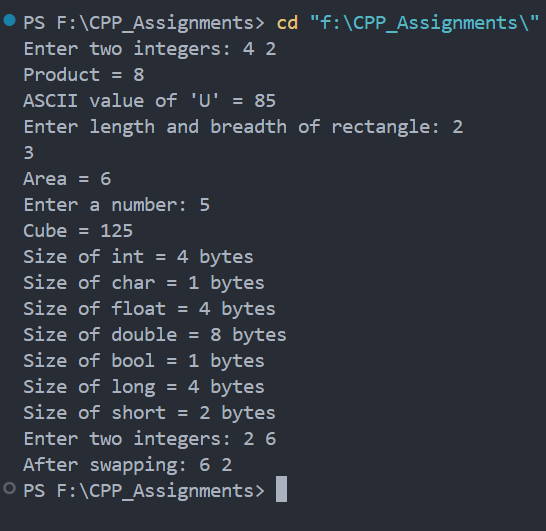 PS F:\CPP_Assignments> cd "f:\CPP_Assignments\"
Enter two integers: 4 2
Product = 8
ASCII value of 'U' = 85
Enter length and breadth of rectangle: 2
3
Area = 6
Enter a number: 5
Cube = 125
Size of int = 4 bytes
Size of char = 1 bytes
Size of float = 4 bytes
Size of double = 8 bytes
Size of bool = 1 bytes
Size of long = 4 bytes
Size of short = 2 bytes
Enter two integers: 2 6
After swapping: 6 2
PS F:\CPP_Assignments>